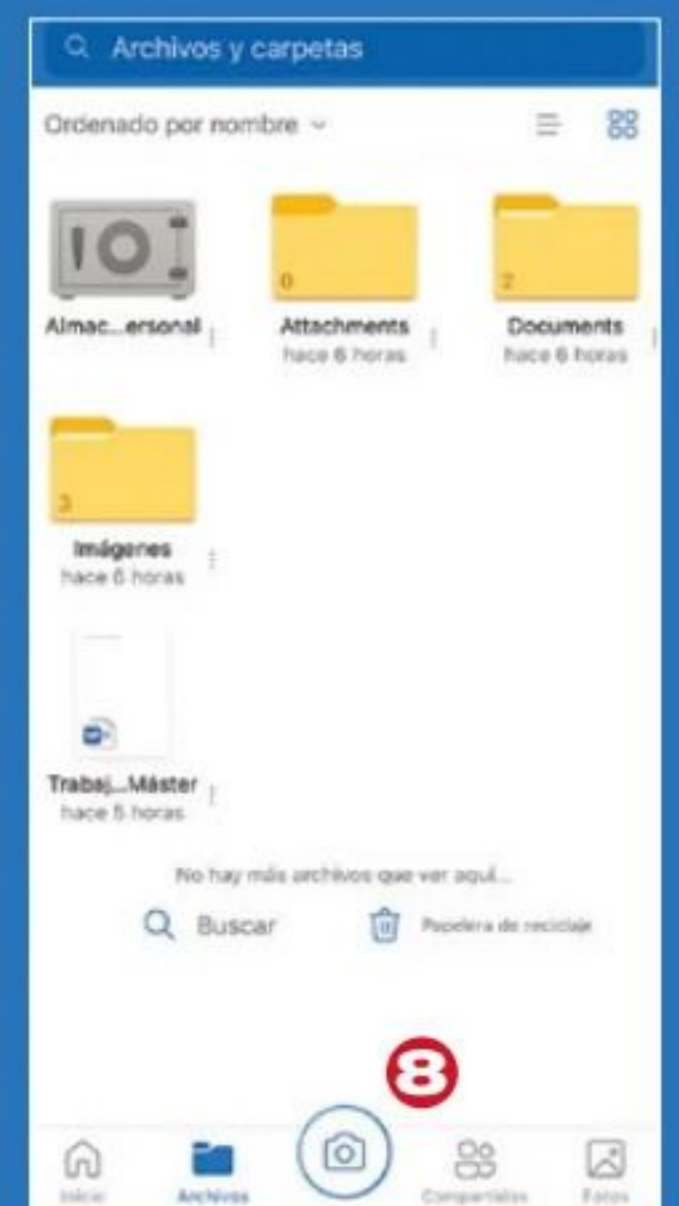 Archivos y carpetas
Ordenado por nombre
Almac...ersonal
0
Attachments
hace 6 horas
2
Documents
hace 6 horas
3
Imágenes
hace 6 horas
Trabaj...Máster
hace 5 horas
No hay más archivos que ver aquí...
Buscar
Papelera de reciclaje
8
Inicio
Archivos
Compartidos
Fotos